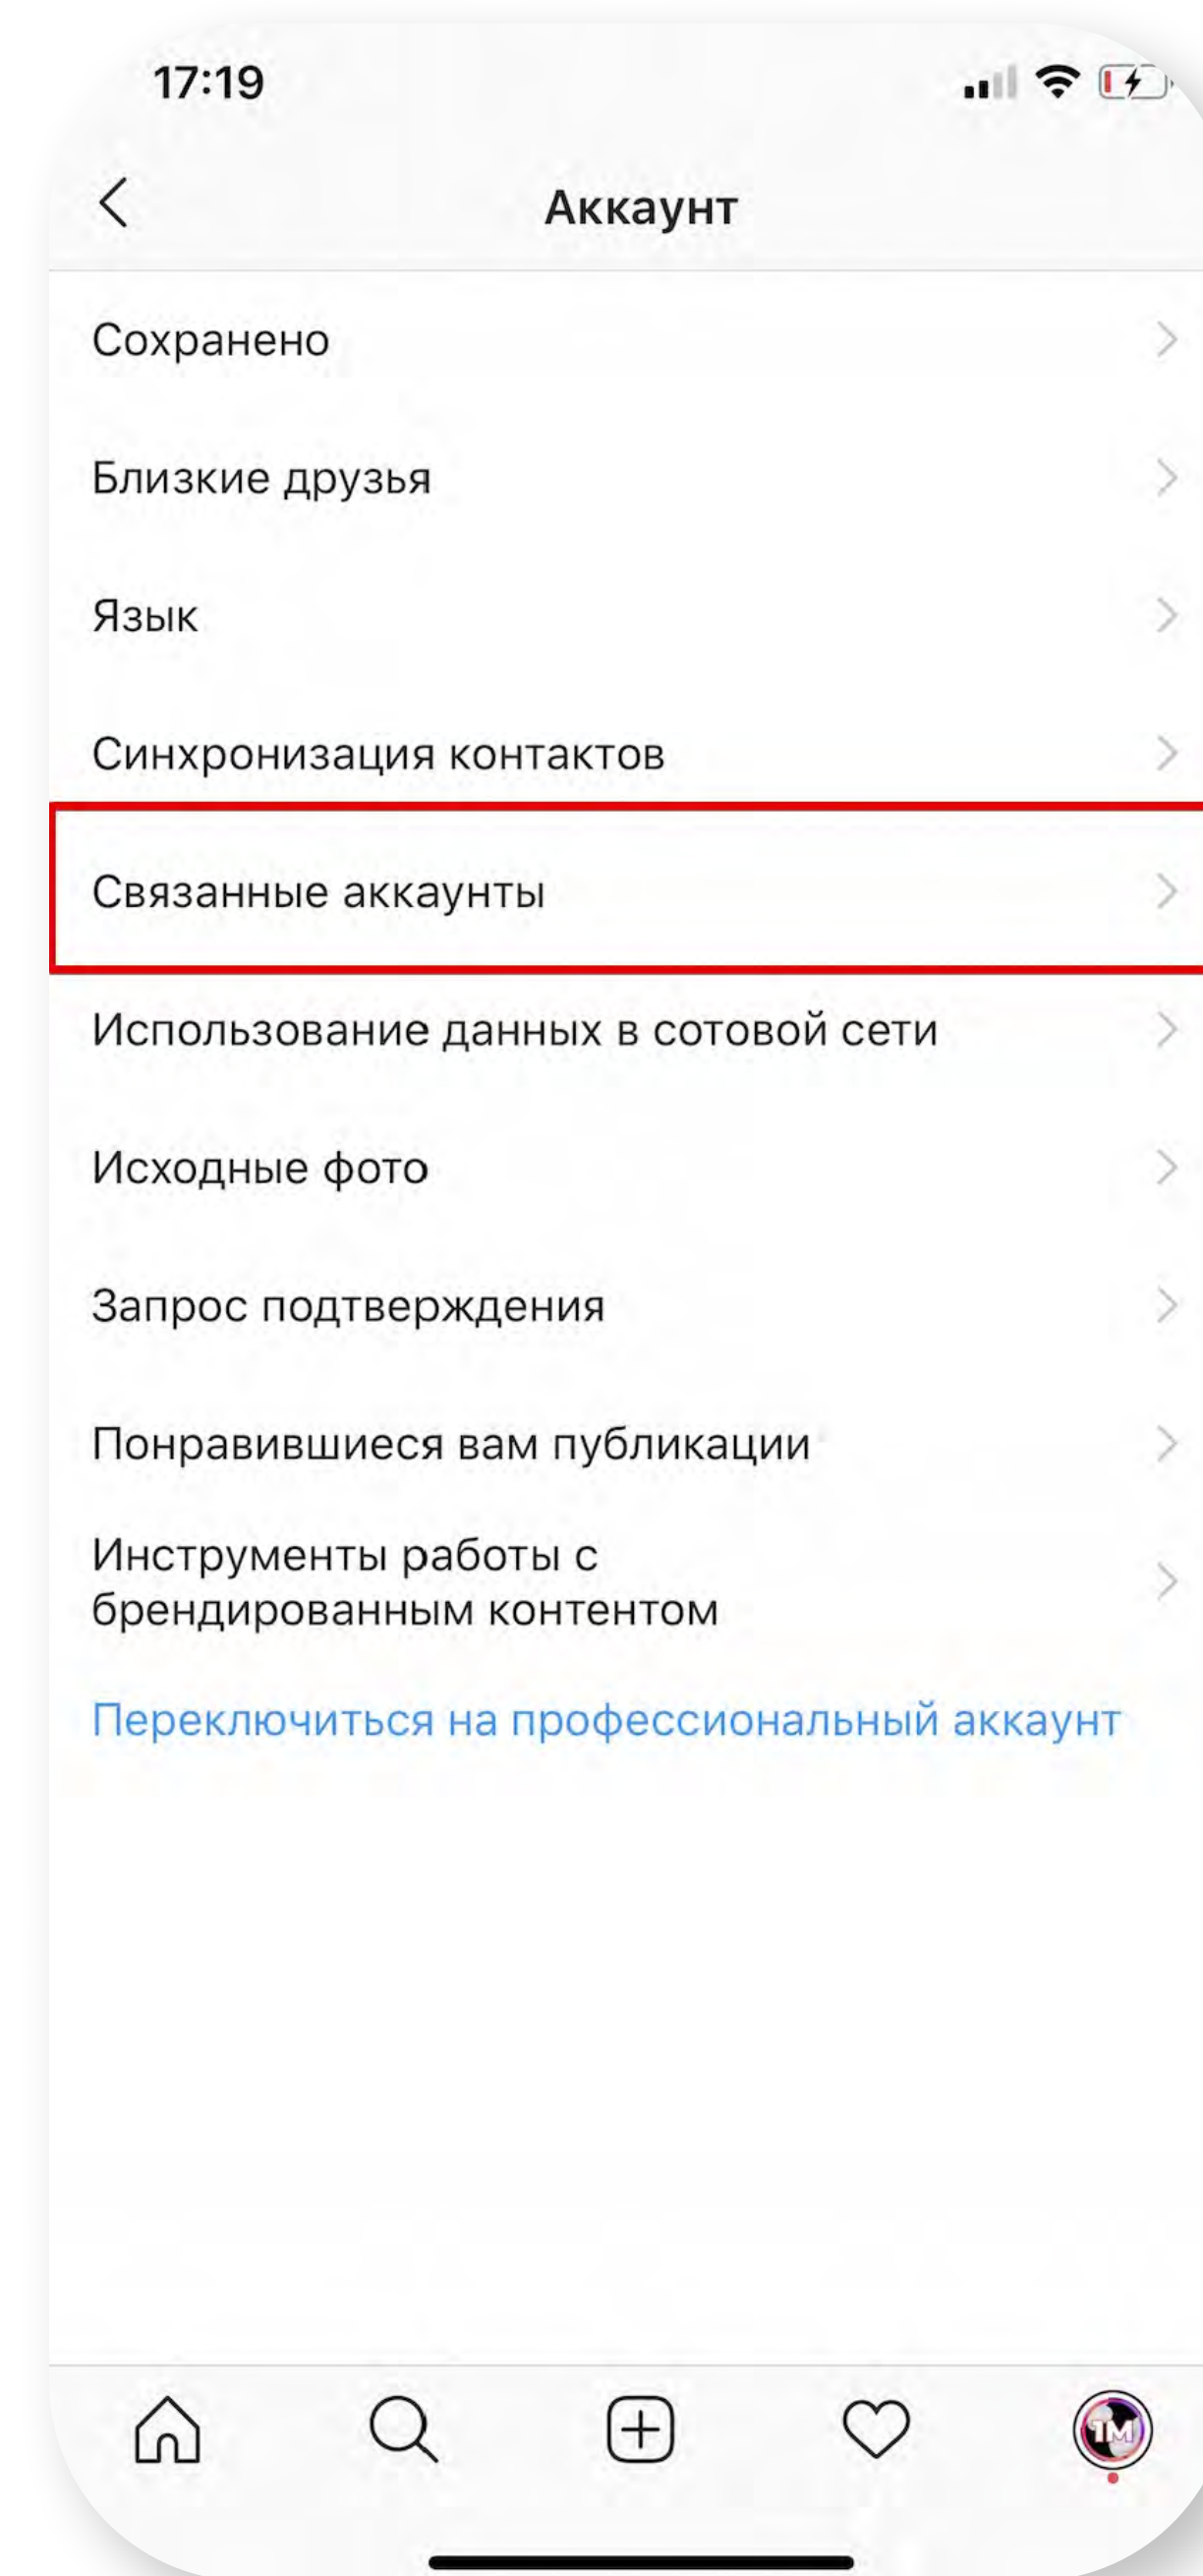 17:19
Аккаунт
Сохранено
Близкие друзья
Язык
Синхронизация контактов
Связанные аккаунты
Использование данных в сотовой сети
Исходные фото
Запрос подтверждения
Понравившиеся вам публикации
Инструменты работы с
брендированным контентом
Переключиться на профессиональный аккаунт
1M